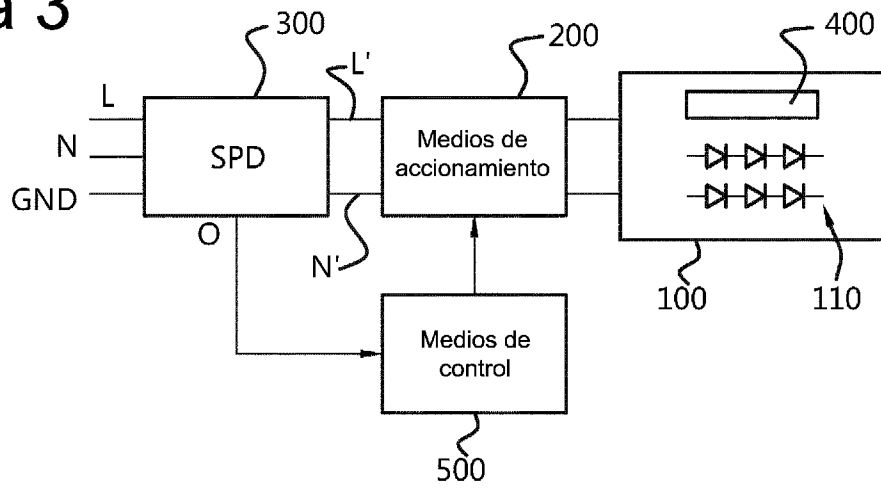 a 3
300
200
400
L'
L
N
GND
SPD
Medios de
accionamiento
O
N'
100
110
Medios de
control
500